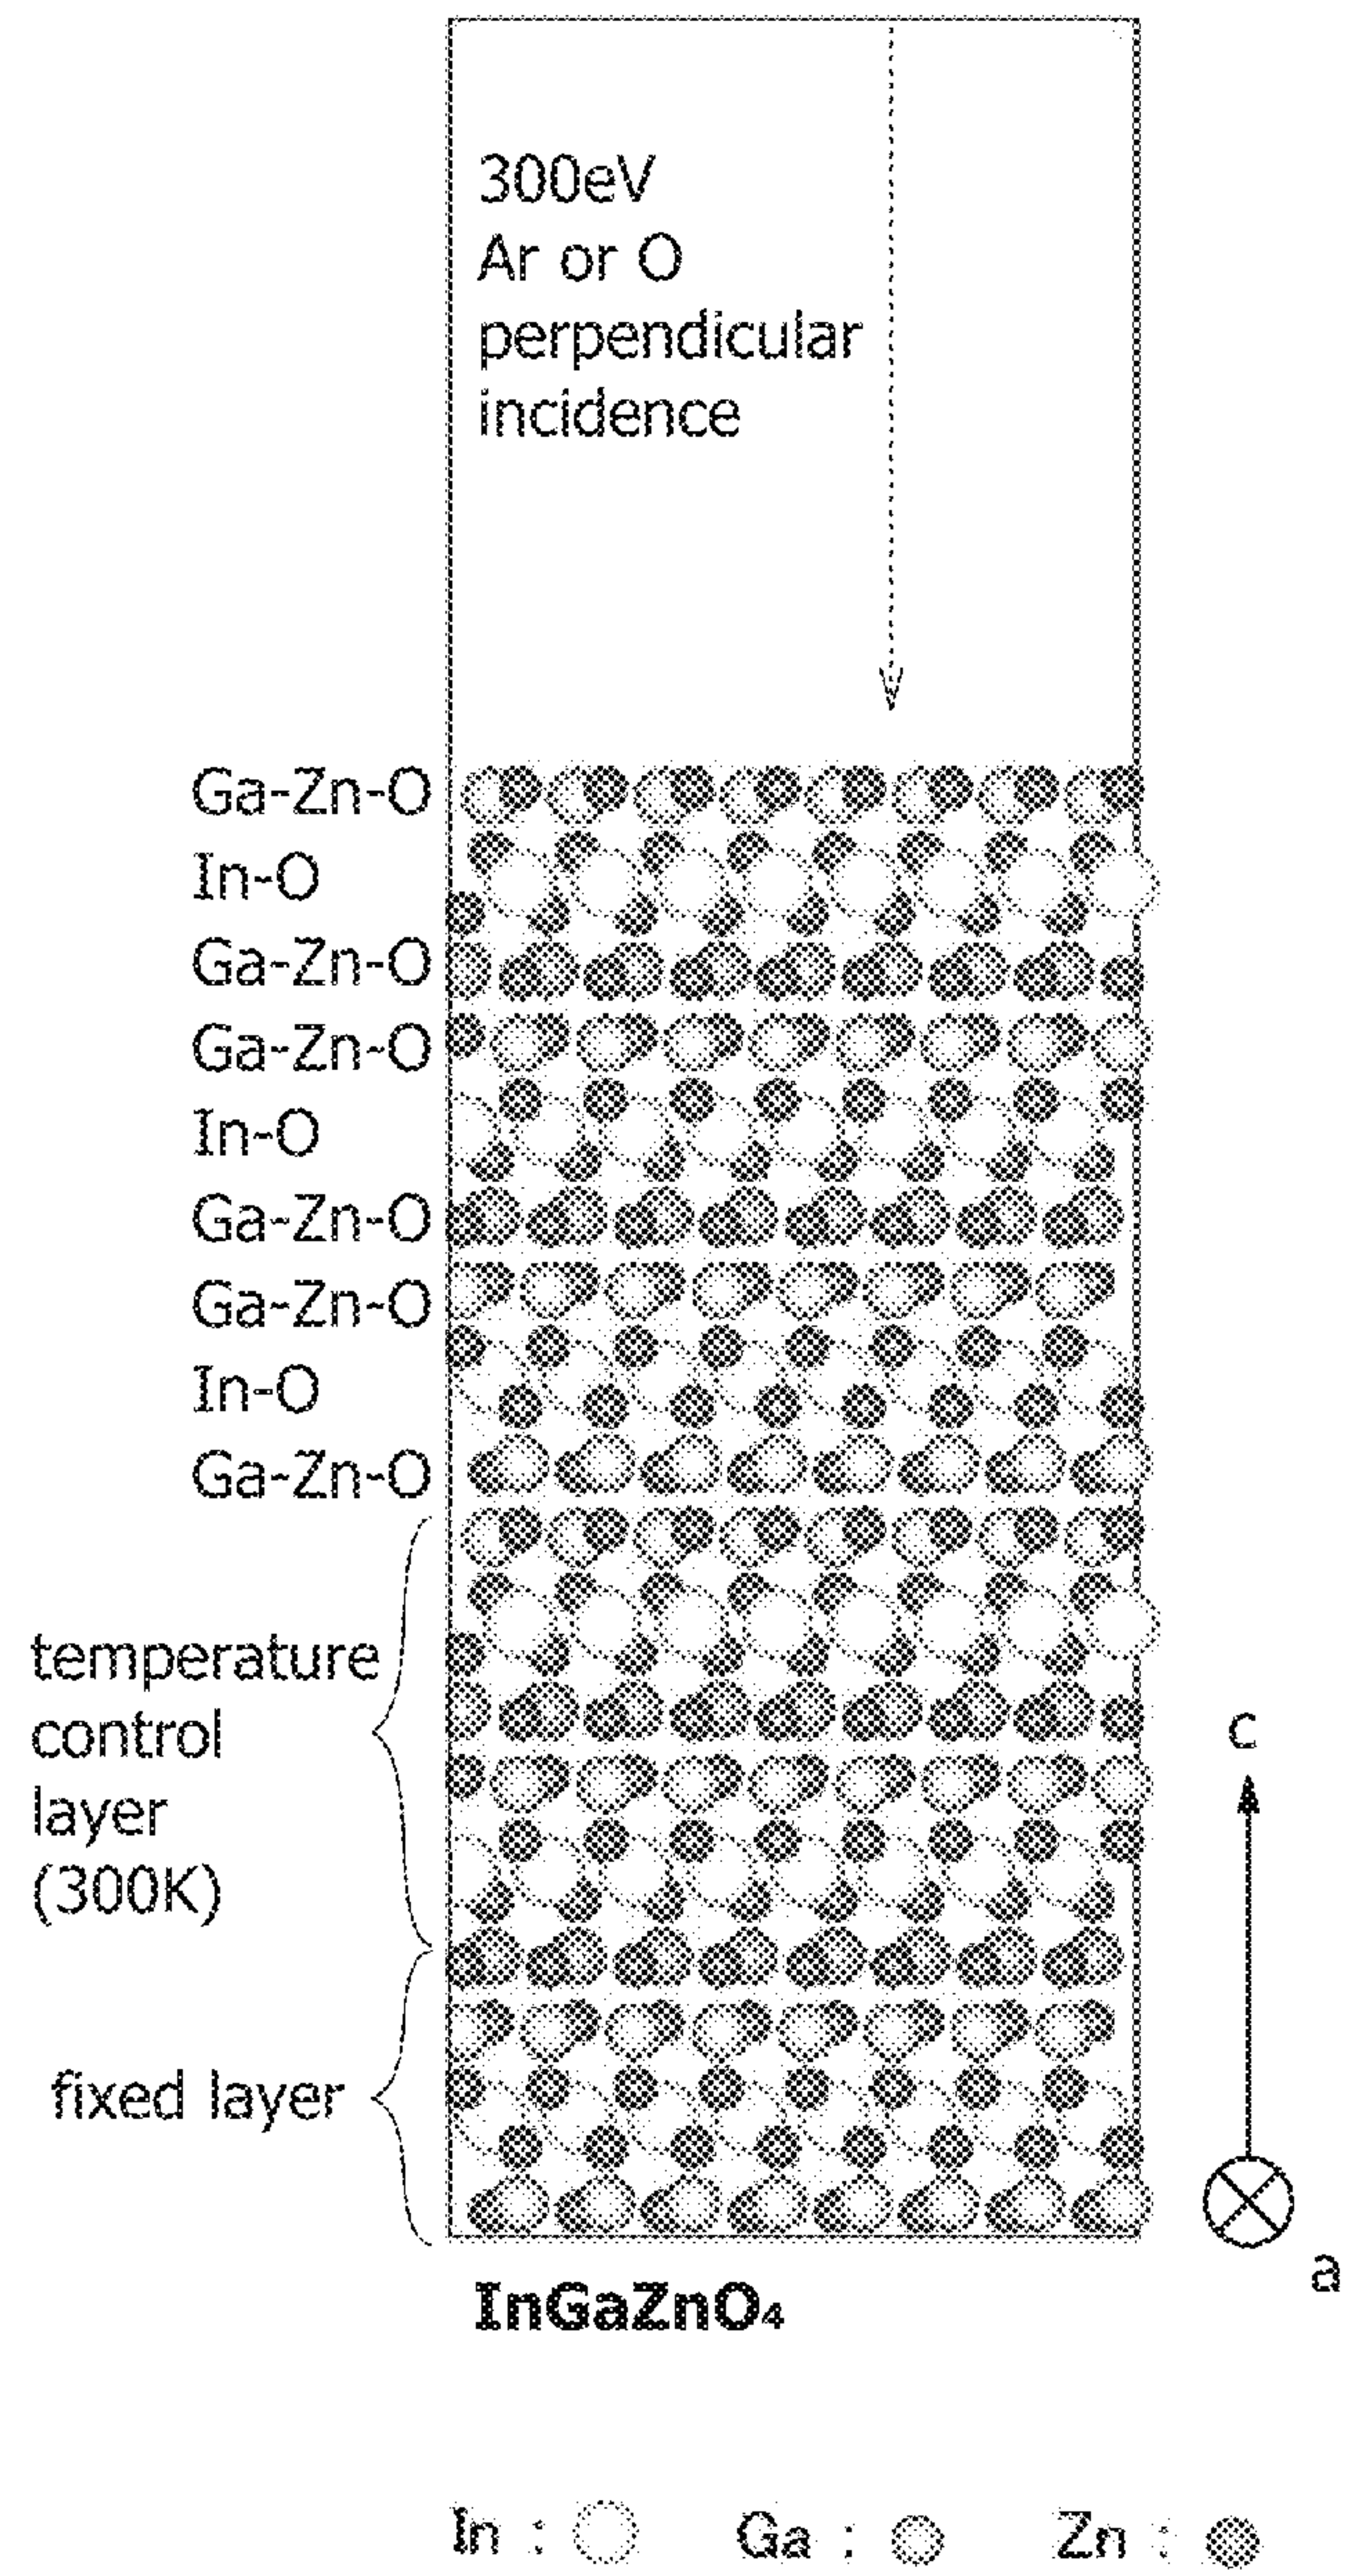 300eV
Ar or O
perpendicular
incidence
Ga-Zn-O
In-O
Ga-Zn-O
Ga-Zn-O
In-O
Ga-Zn-O
Ga-Zn-O
In-O
Ga-Zn-O
temperature
control
layer
(300K)
fixed layer
c
a
InGaZnO₄
In : Ga : Zn :